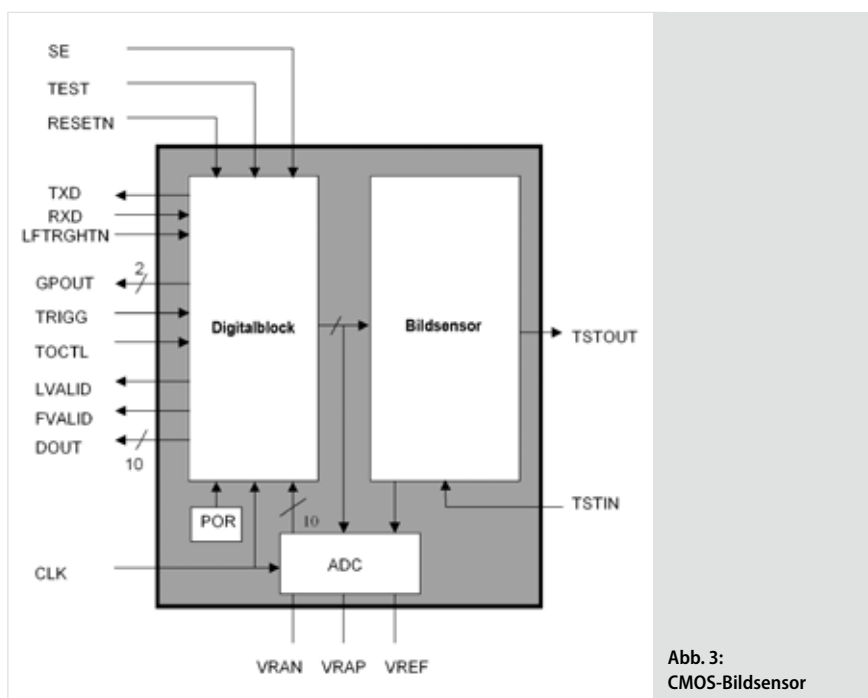 SE
TEST
RESETN
TXD
RXD
LFTRGHTN
2
GPOUT
TRIGG
TOCTL
LVALID
FVALID
DOUT
10
Digitalblock
Bildsensor
TSTOUT
TSTIN
POR
10
ADC
CLK
VRAN VRAP VREF
Abb. 3:
CMOS-Bildsensor